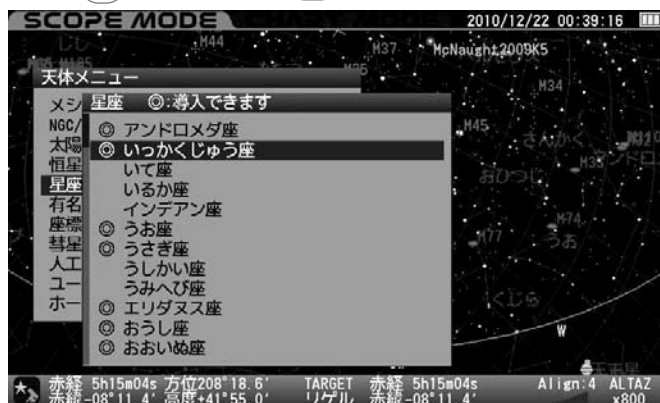 SCOPE MODE 2010/12/22 00:39:16
しし M44 M37 McNaught,2009K5
M34
天体メニュー
メシ
NGC/
太陽
恒星
星座
有名
座標
彗星
人工
ユー
ホー
星座 ◎:導入できます
◎ アンドロメダ座
◎ いっかくじゅう座
いて座
いるか座
インデアン座
◎ うお座
◎ うさぎ座
うしかい座
うみへび座
◎ エリダヌス座
◎ おうし座
◎ おおいぬ座
M45
さんかく
おひつじ
M74
M77
うお
くじら
W
天王星
赤経 5h15m04s 方位208°18.6' TARGET 赤経 5h15m04s Align:4 ALTAZ
赤緯-08°11.4' 高度+41°55.0' リゲル 赤緯-08°11.4' x800